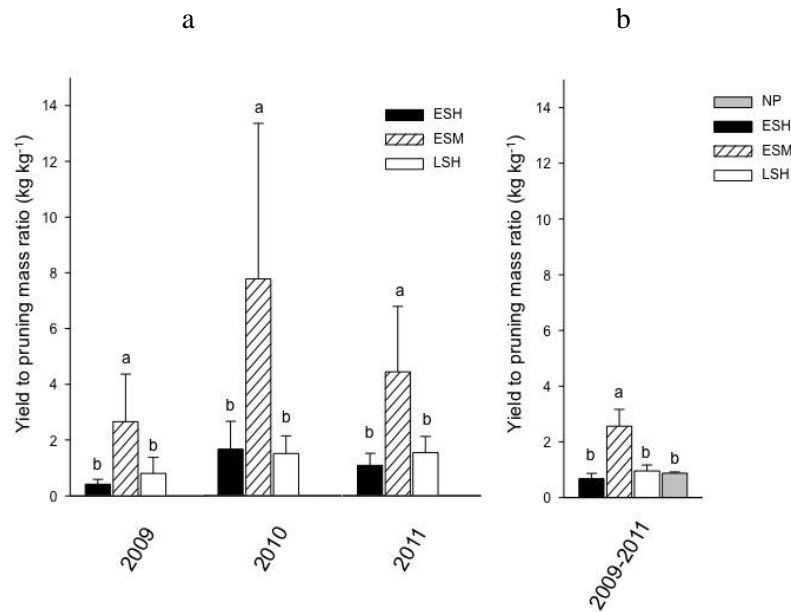 a
b
Yield to pruning mass ratio (kg kg⁻¹)
14
12
10
8
6
4
2
0
ESH
ESM
LSH
b
a
b
b
a
b
b
a
b
2009
2010
2011
Yield to pruning mass ratio (kg kg⁻¹)
14
12
10
8
6
4
2
0
NP
ESH
ESM
LSH
b
a
b
b
2009-2011